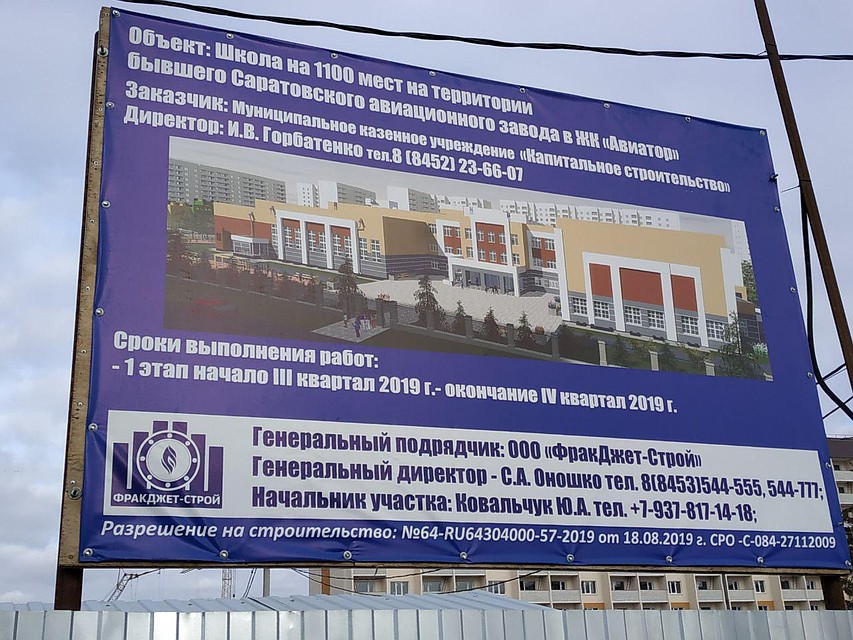 Объект: Школа на 1100 мест на территории
бывшего Саратовского авиационного завода в ЖК «Авиатор»
Заказчик: Муниципальное казенное учреждение «Капитальное строительство»
Директор: И.В. Горбатенко тел.8 (8452) 23-66-07
Сроки выполнения работ:
- 1 этап начало III квартал 2019 г.- окончание IV квартал 2019 г.
ФРАКДЖЕТ-СТРОЙ
Генеральный подрядчик: ООО «ФракДжет-Строй»
Генеральный директор - С.А. Оношко тел. 8(8453)544-555, 544-777;
Начальник участка: Ковальчук Ю.А. тел. +7-937-817-14-18;
Разрешение на строительство: №64-RU64304000-57-2019 от 18.08.2019 г. СРО -С-084-27112009